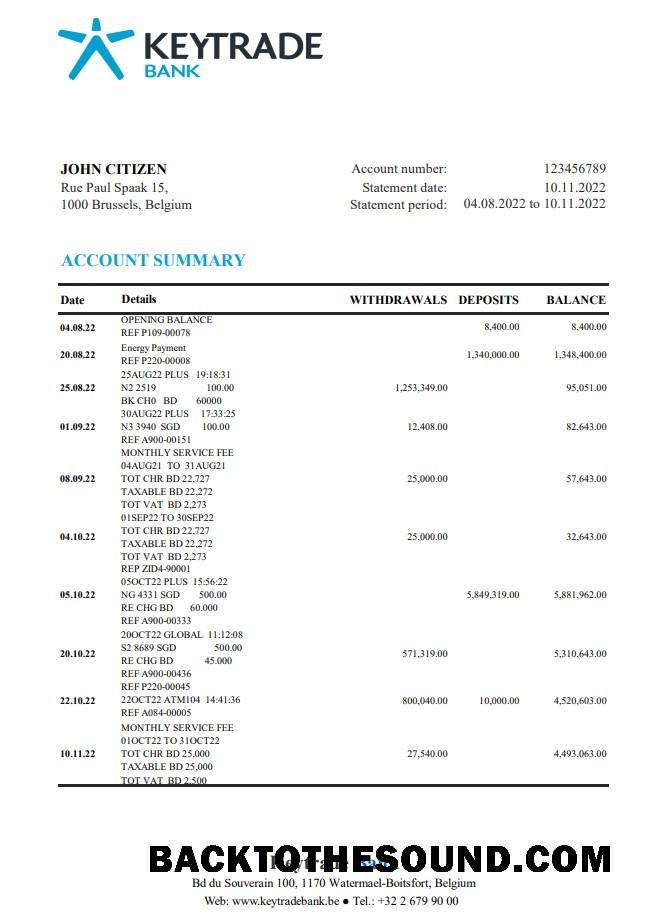 KEYTRADE
BANK
JOHN CITIZEN
Rue Paul Spaak 15,
1000 Brussels, Belgium
Account number: 123456789
Statement date: 10.11.2022
Statement period: 04.08.2022 to 10.11.2022
ACCOUNT SUMMARY
Date Details WITHDRAWALS DEPOSITS BALANCE
OPENING BALANCE
04.08.22 8,400.00 8,400.00
REF P109-00078
Energy Payment
20.08.22 1,340,000.00 1,348,400.00
REF P220-00008
25AUG22 PLUS 19:18:31
25.08.22 N2 2519 100.00 1,253,349.00 95,051.00
BK CH0 BD 60000
30AUG22 PLUS 17:33:25
01.09.22 N3 3940 SGD 100.00 12,408.00 82,643.00
REF A900-00151
MONTHLY SERVICE FEE
04AUG21 TO 31AUG21
08.09.22 TOT CHR BD 22,727 25,000.00 57,643.00
TAXABLE BD 22,272
TOT VAT BD 2,273
01SEP22 TO 30SEP22
04.10.22 TOT CHR BD 22,727 25,000.00 32,643.00
TAXABLE BD 22,272
TOT VAT BD 2,273
REP ZID4-90001
05OCT22 PLUS 15:56:22
05.10.22 NG 4331 SGD 500.00 5,849,319.00 5,881,962.00
RE CHG BD 60.000
REF A900-00333
20OCT22 GLOBAL 11:12:08
S2 8689 SGD 500.00
20.10.22 571,319.00 5,310,643.00
RE CHG BD 45.000
REF A900-00436
REF P220-00045
22.10.22 22OCT22 ATM104 14:41:36 800,040.00 10,000.00 4,520,603.00
REF A084-00005
MONTHLY SERVICE FEE
01OCT22 TO 31OCT22
10.11.22 TOT CHR BD 25,000 27,540.00 4,493,063.00
TAXABLE BD 25,000
TOT VAT BD 2,500
BACKTOTHESOUND.COM
Bd du Souverain 100, 1170 Watermael-Boitsfort, Belgium
Web: www.keytradebank.be ● Tel.: +32 2 679 90 00